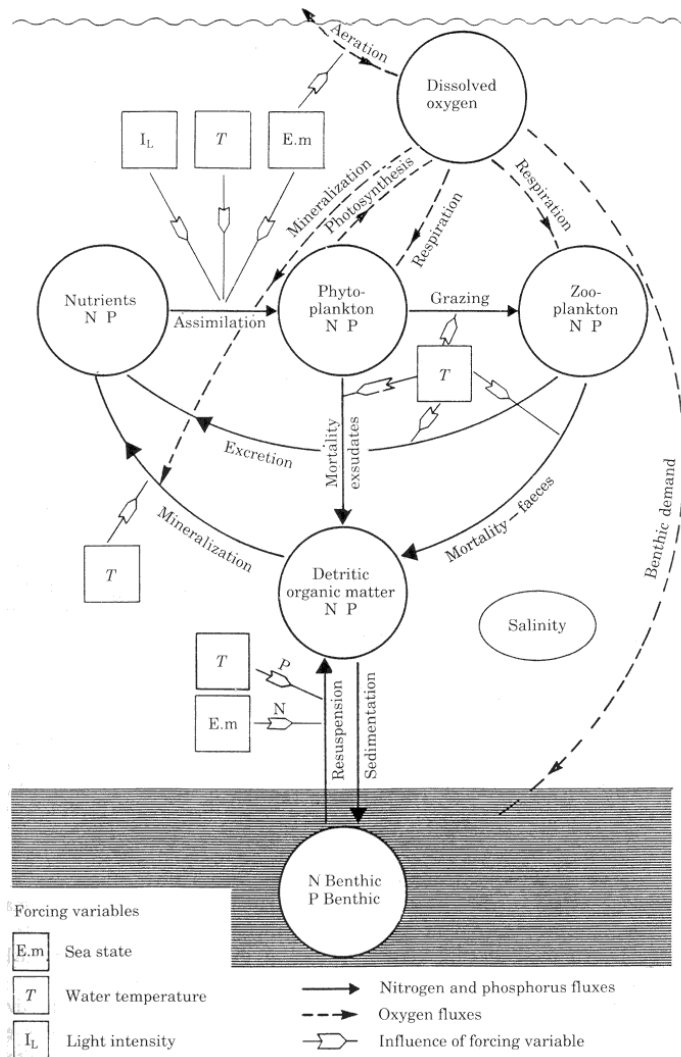 Aeration
Dissolved
oxygen
I_L
T
E.m
Mineralization
Photosynthesis
Respiration
Respiration
Nutrients
N P
Assimilation
Phyto-
plankton
N P
Grazing
Zoo-
plankton
N P
T
Excretion
Mortality
exsudates
Mortality – faeces
Benthic demand
Mineralization
T
Detritic
organic matter
N P
Salinity
T
P
E.m
N
Resuspension
Sedimentation
N Benthic
P Benthic
Forcing variables
E.m Sea state
T Water temperature
I_L Light intensity
Nitrogen and phosphorus fluxes
Oxygen fluxes
Influence of forcing variable